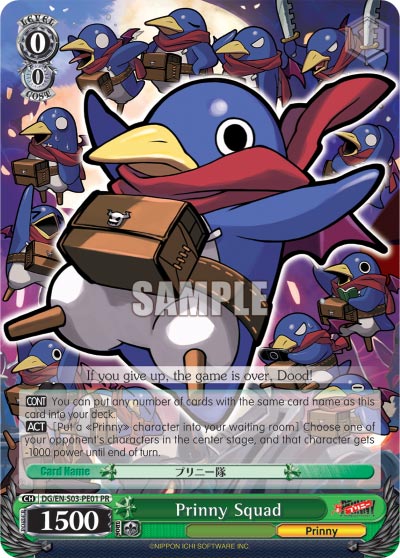 LEVEL
0
0
COST
SAMPLE
If you give up, the game is over, Dood!
CONT You can put any number of cards with the same card name as this
card into your deck.
ACT [Put a <Prinny> character into your waiting room] Choose one of
your opponent's characters in the center stage, and that character gets
-1000 power until end of turn.
Card Name プリニー隊
CH DG/EN-S03-PE01 PR
1500 Prinny Squad
Prinny
©NIPPON ICHI SOFTWARE INC.